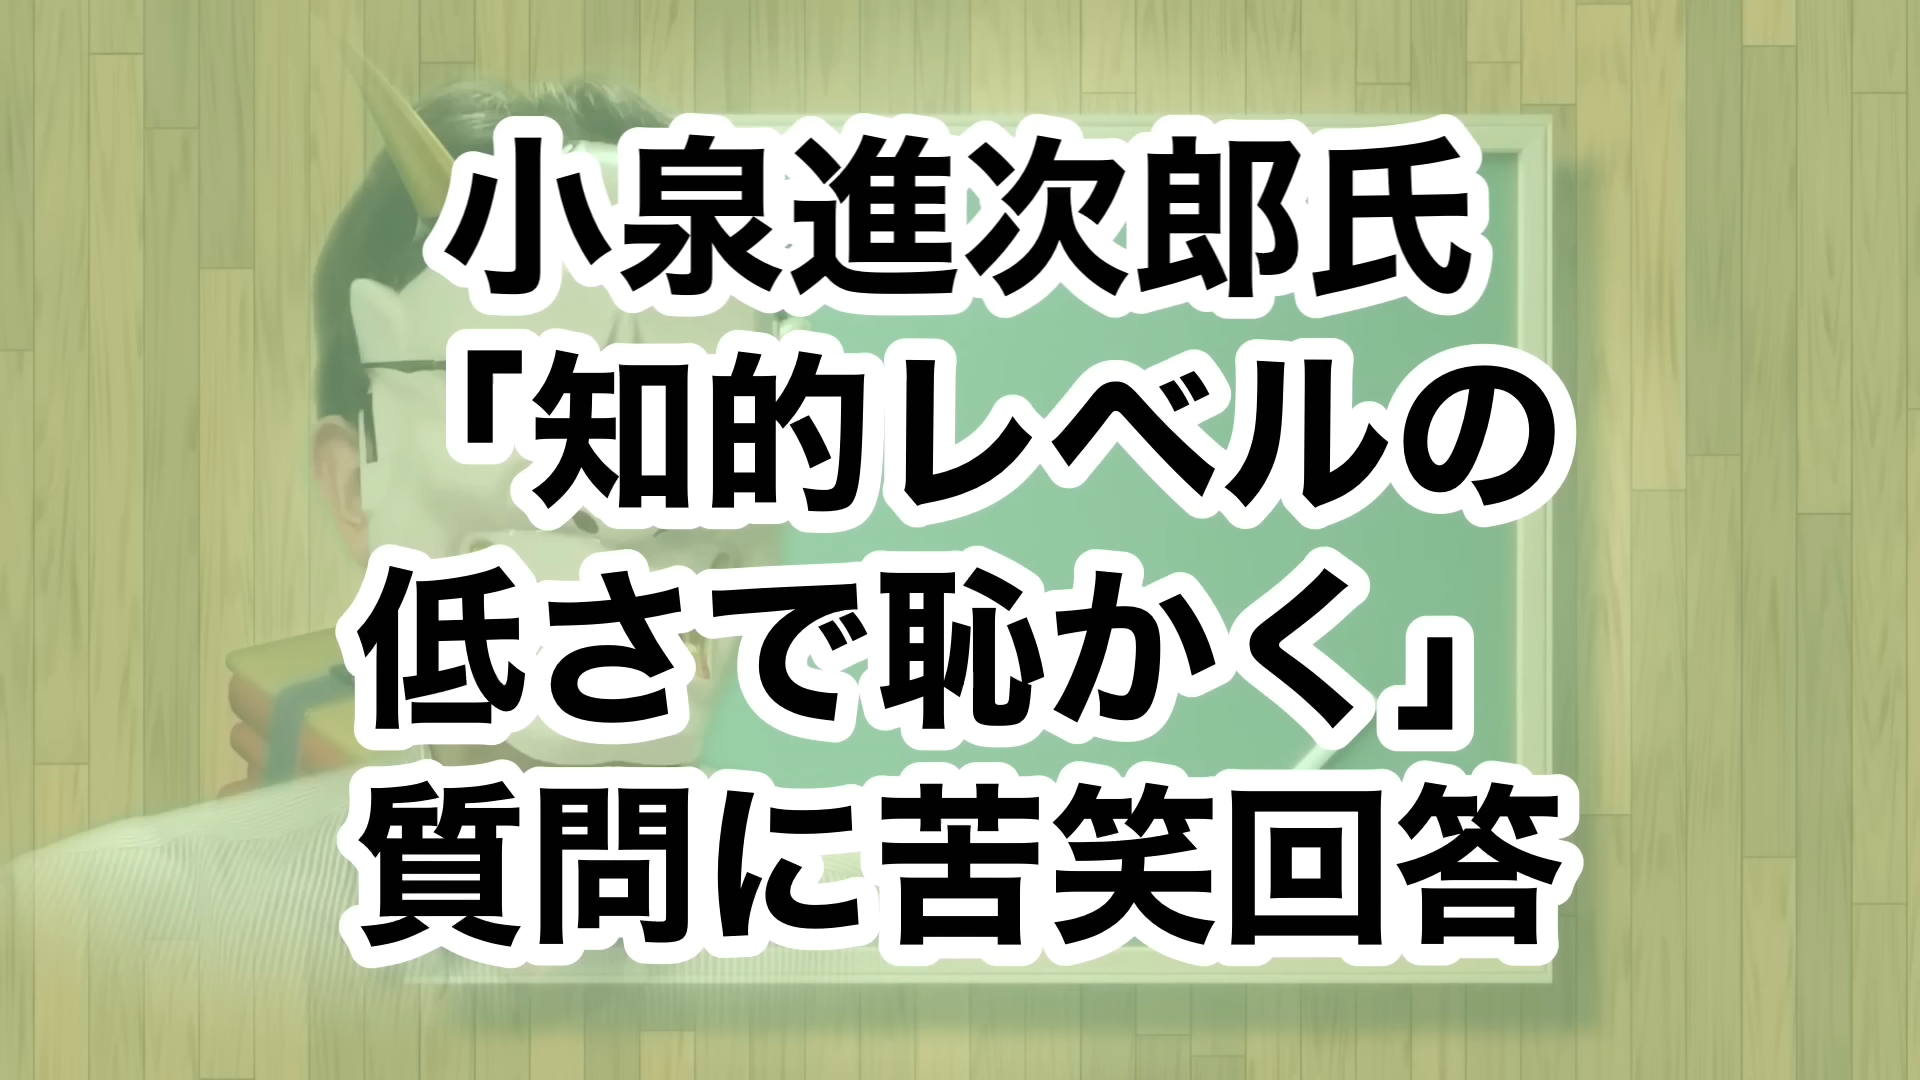 小泉進次郎氏
「知的レベルの
低さで恥かく」
質問に苦笑回答